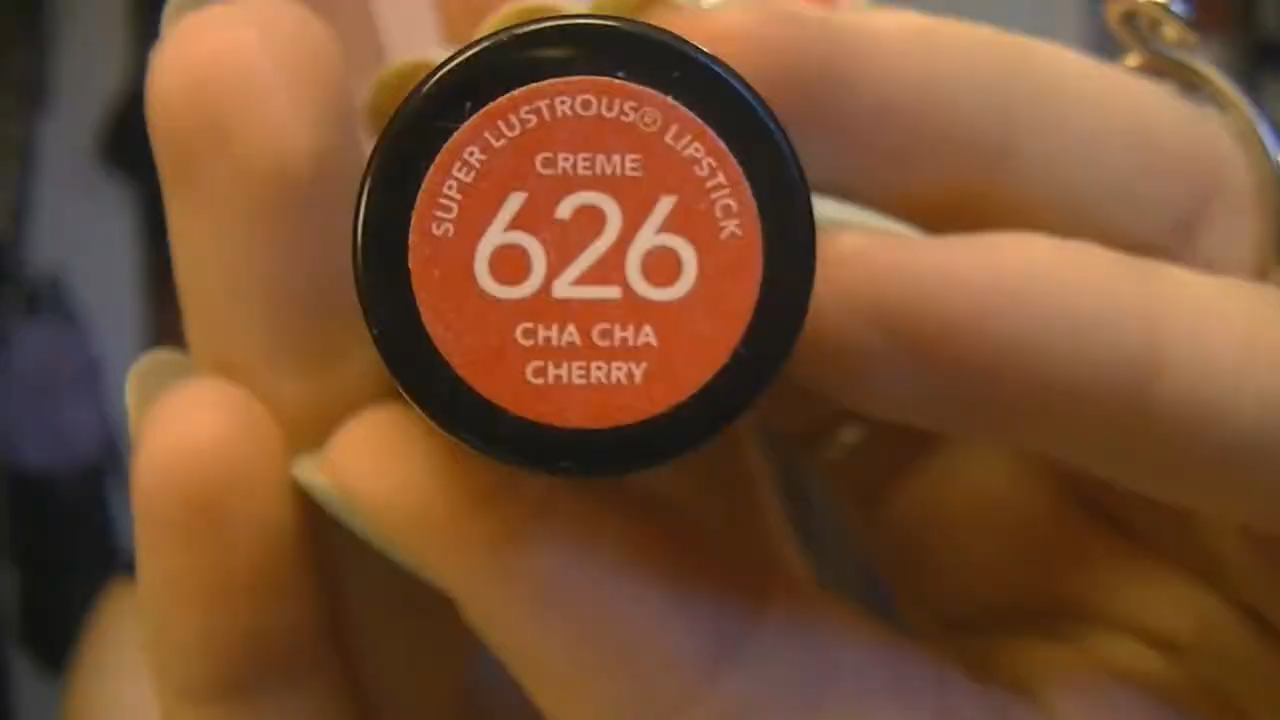 SUPER LUSTROUS® LIPSTICK
CREME
626
CHA CHA
CHERRY